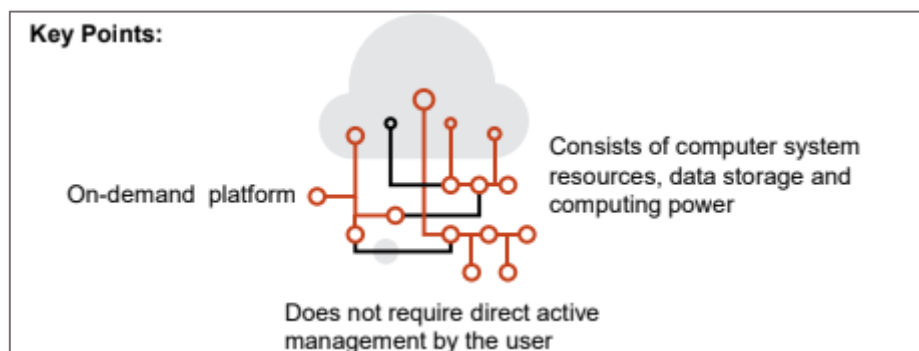 Key Points:
On-demand platform
Consists of computer system
resources, data storage and
computing power
Does not require direct active
management by the user